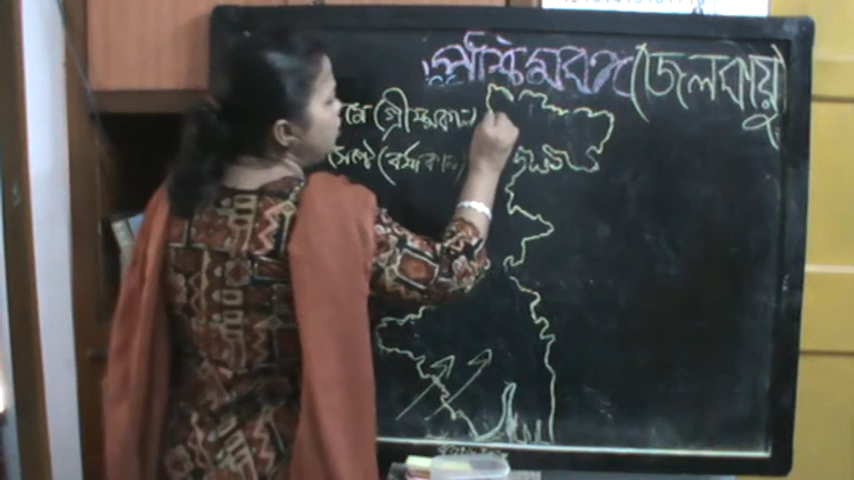 পশ্চিমবঙ্গ (জলবায়ু)
মে (গ্রীষ্মকাল)
সেপ্ট (বর্ষাকাল)